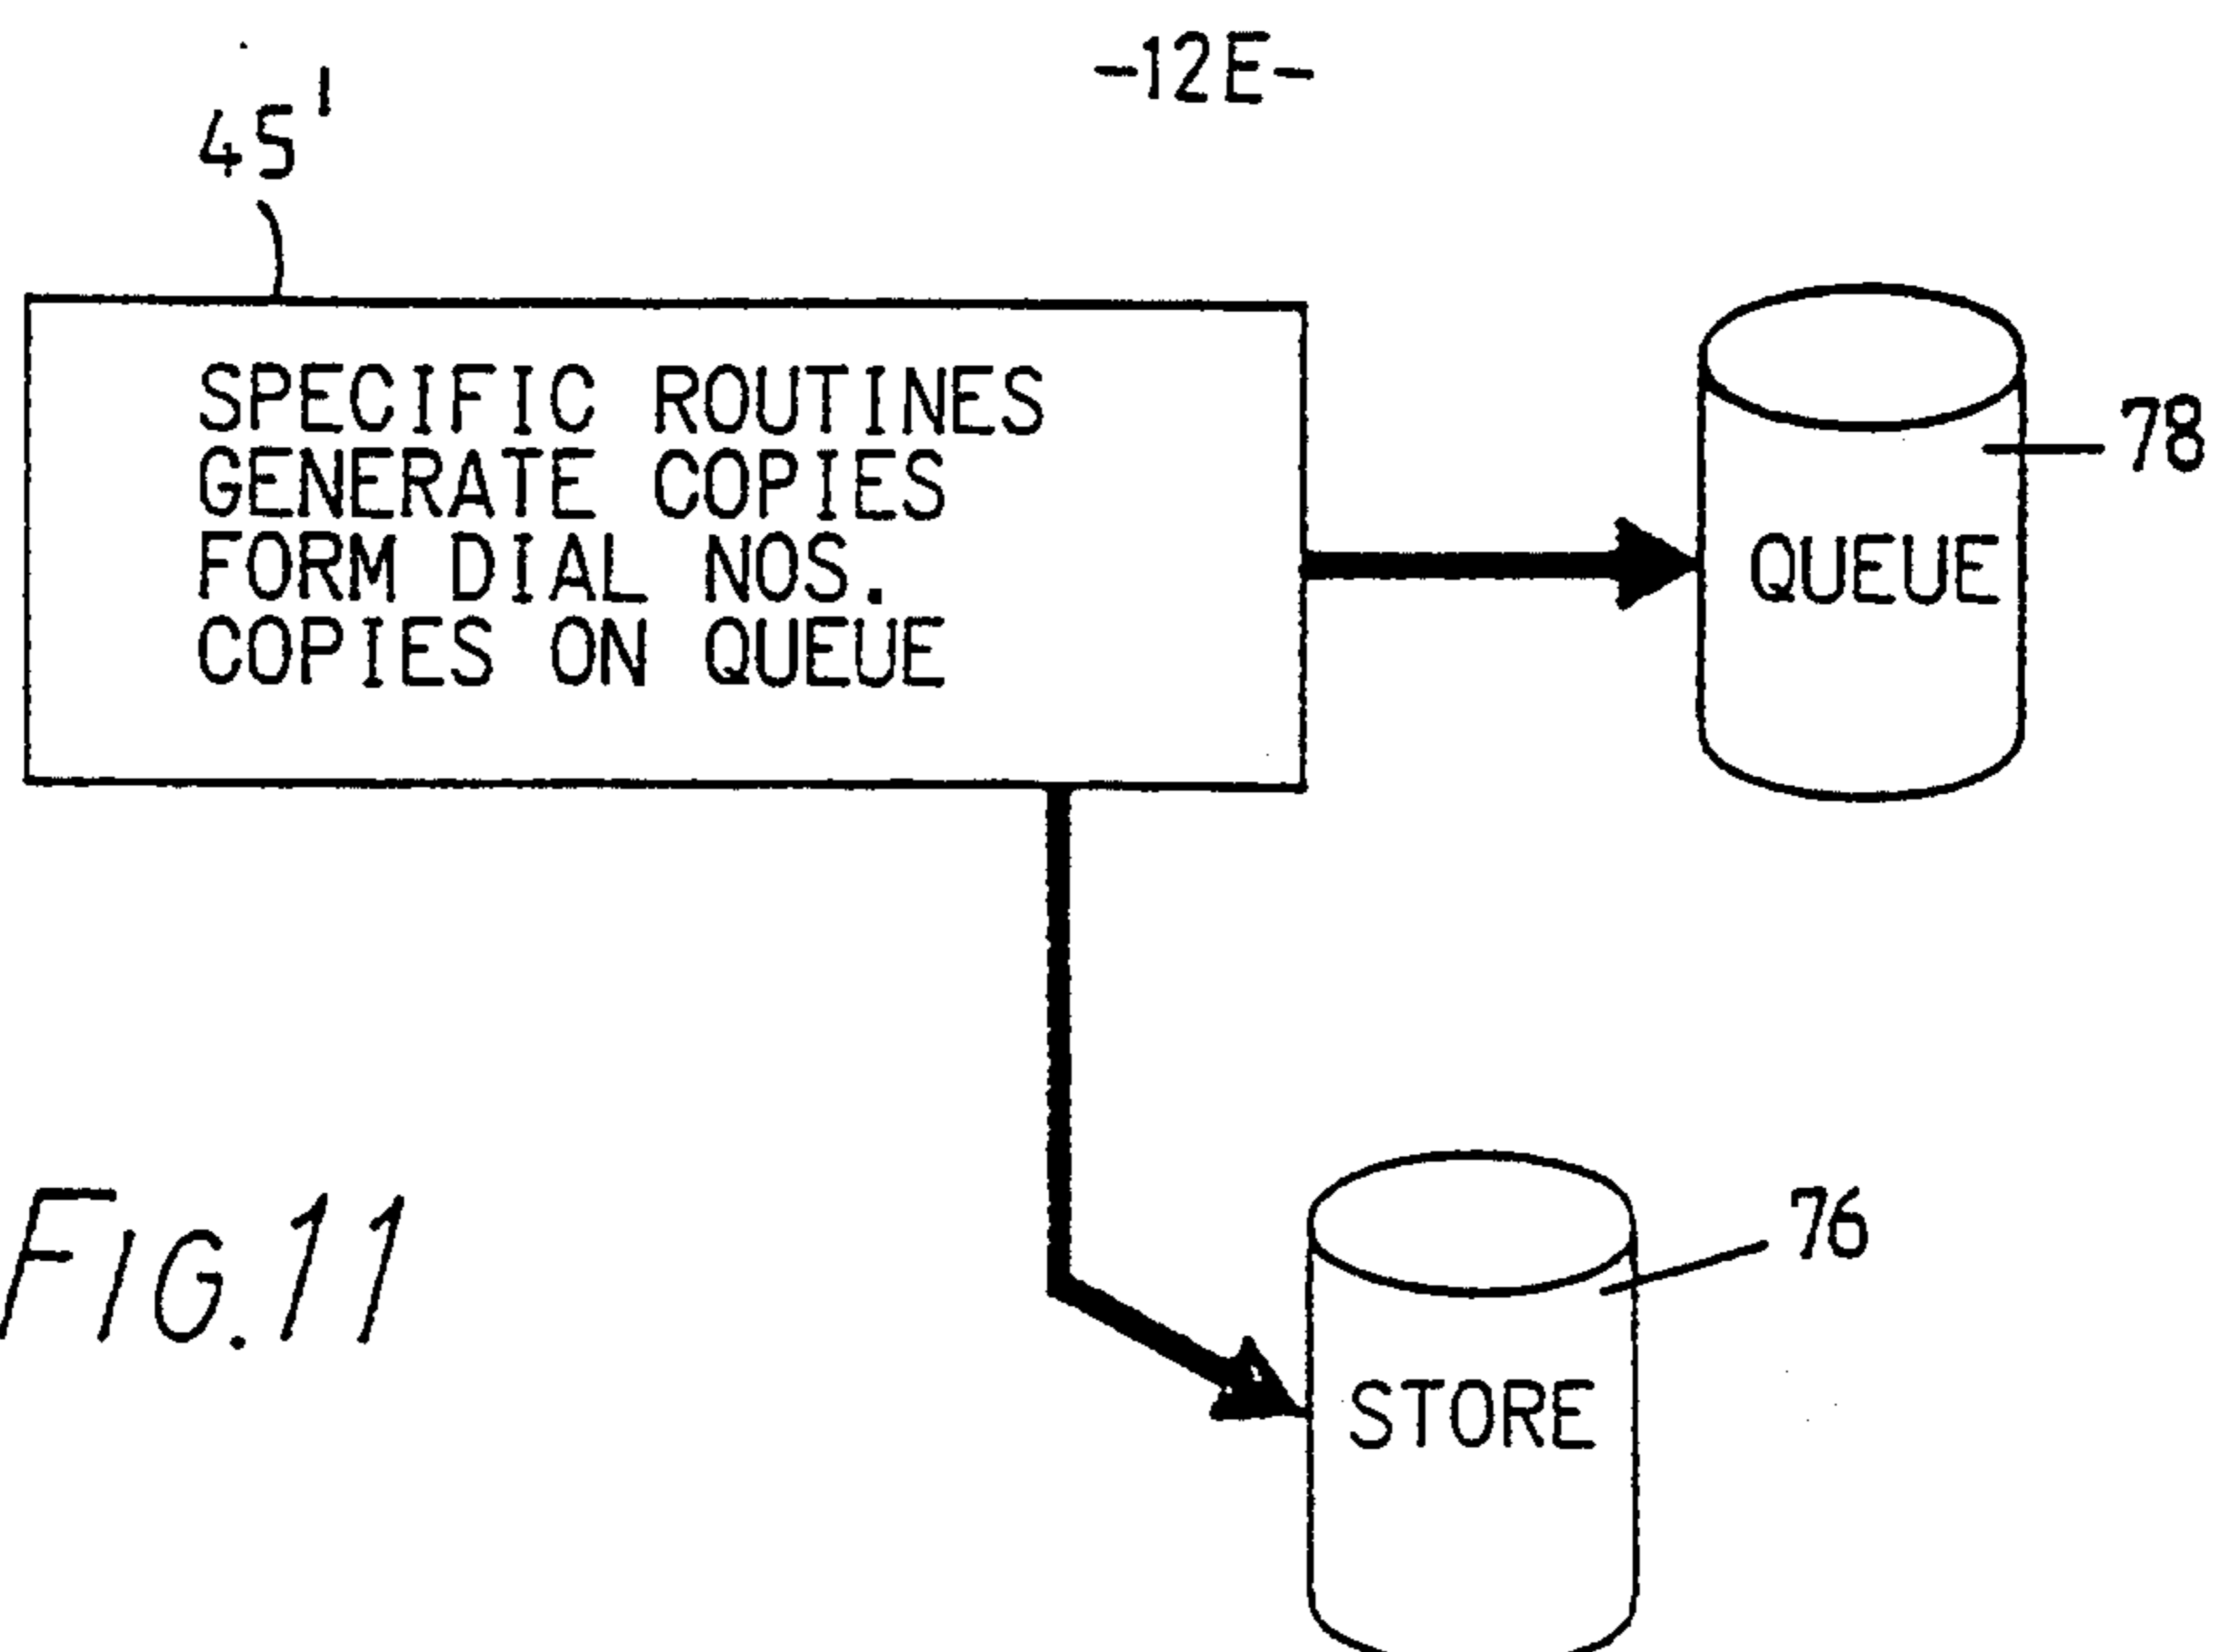 -12E-
45'
SPECIFIC ROUTINES
GENERATE COPIES
FORM DIAL NOS.
COPIES ON QUEUE
78
QUEUE
76
STORE
FIG.11